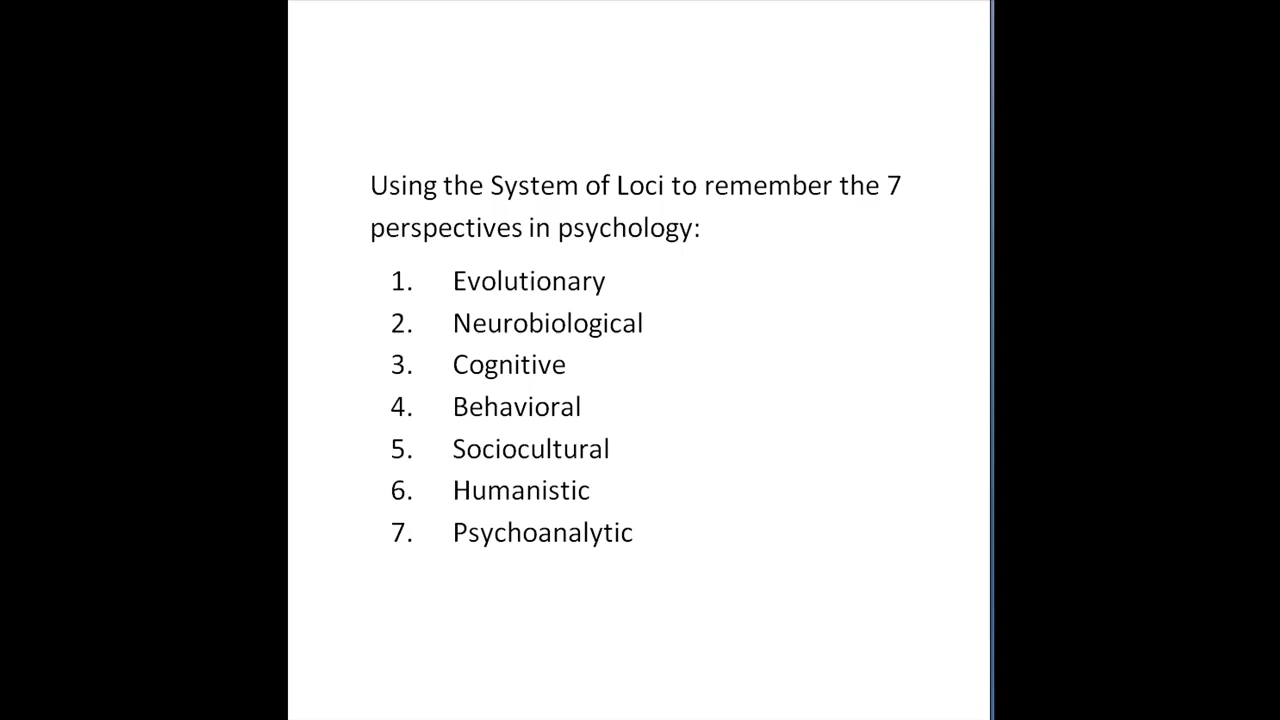 Using the System of Loci to remember the 7
perspectives in psychology:
1. Evolutionary
2. Neurobiological
3. Cognitive
4. Behavioral
5. Sociocultural
6. Humanistic
7. Psychoanalytic